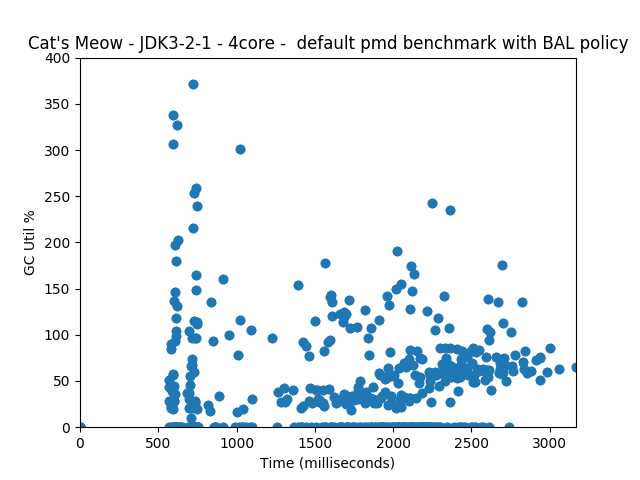 Cat's Meow - JDK3-2-1 - 4core -  default pmd benchmark with BAL policy
400
350
300
250
200
150
100
50
0
GC Util %
0 500 1000 1500 2000 2500 3000
Time (milliseconds)